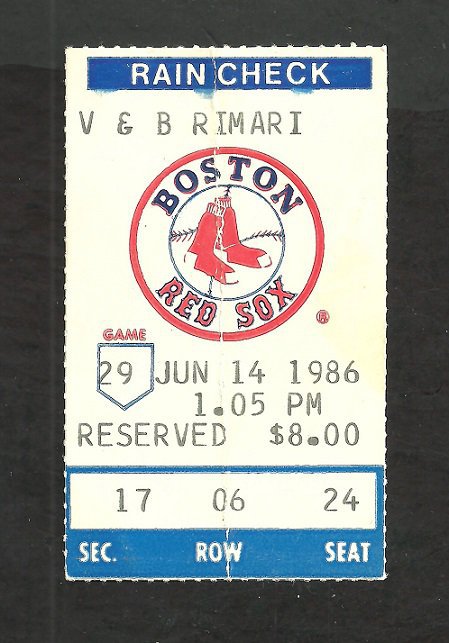 RAIN CHECK
V & B RIMARI
BOSTON
RED SOX
®
GAME
29 JUN 14 1986
1.05 PM
RESERVED $8.00
17 06 24
SEC. ROW SEAT